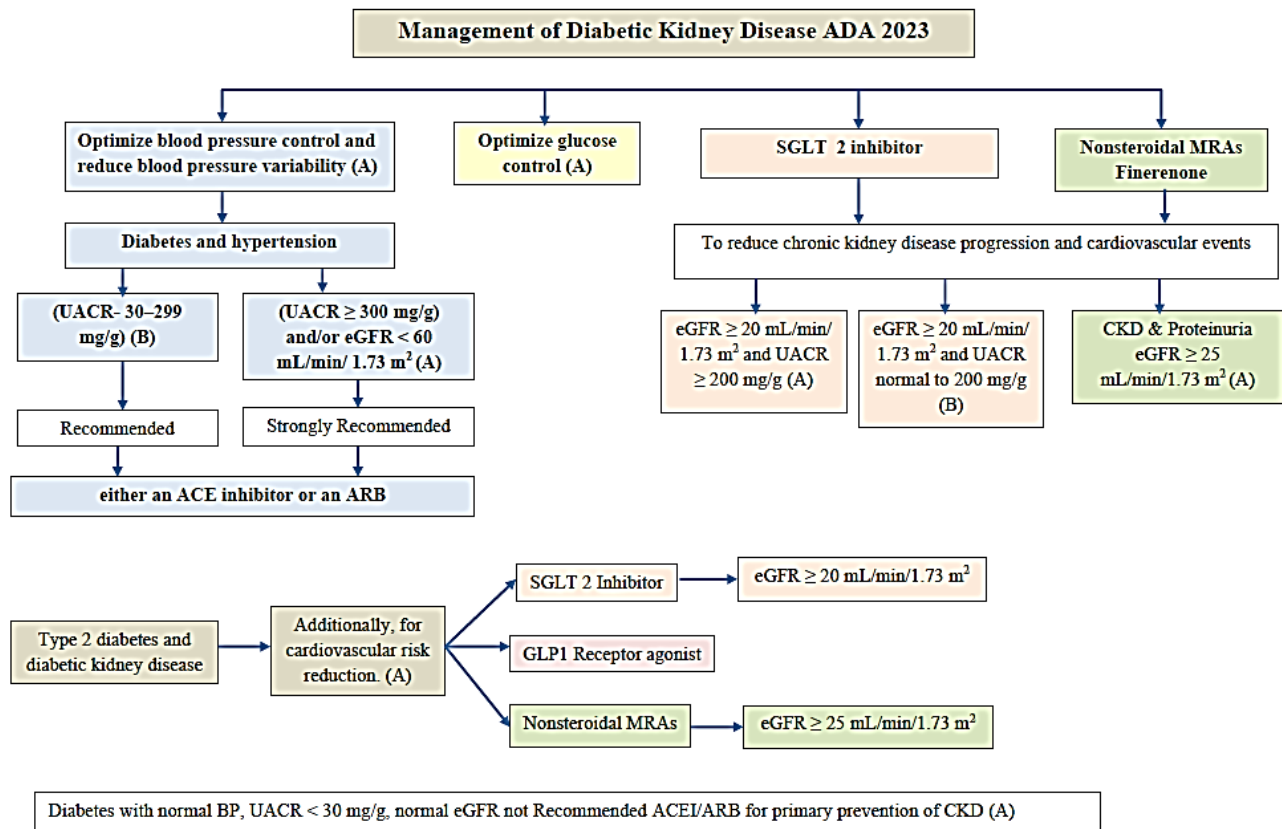 Management of Diabetic Kidney Disease ADA 2023
Optimize blood pressure control and
reduce blood pressure variability (A)
Optimize glucose
control (A)
SGLT 2 inhibitor
Nonsteroidal MRAs
Finerenone
Diabetes and hypertension
To reduce chronic kidney disease progression and cardiovascular events
(UACR- 30–299
mg/g) (B)
(UACR ≥ 300 mg/g)
and/or eGFR < 60
mL/min/ 1.73 m² (A)
eGFR ≥ 20 mL/min/
1.73 m² and UACR
≥ 200 mg/g (A)
eGFR ≥ 20 mL/min/
1.73 m² and UACR
normal to 200 mg/g
(B)
CKD & Proteinuria
eGFR ≥ 25
mL/min/1.73 m² (A)
Recommended
Strongly Recommended
either an ACE inhibitor or an ARB
Type 2 diabetes and
diabetic kidney disease
Additionally, for
cardiovascular risk
reduction. (A)
SGLT 2 Inhibitor
eGFR ≥ 20 mL/min/1.73 m²
GLP1 Receptor agonist
Nonsteroidal MRAs
eGFR ≥ 25 mL/min/1.73 m²
Diabetes with normal BP, UACR < 30 mg/g, normal eGFR not Recommended ACEI/ARB for primary prevention of CKD (A)